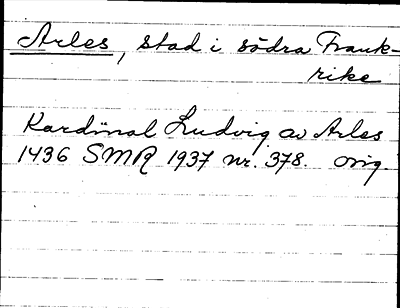 Arles, stad i södra Frank-
rike
Kardinal Ludvig av Arles
1436 SMR 1937 nr. 378. orig.